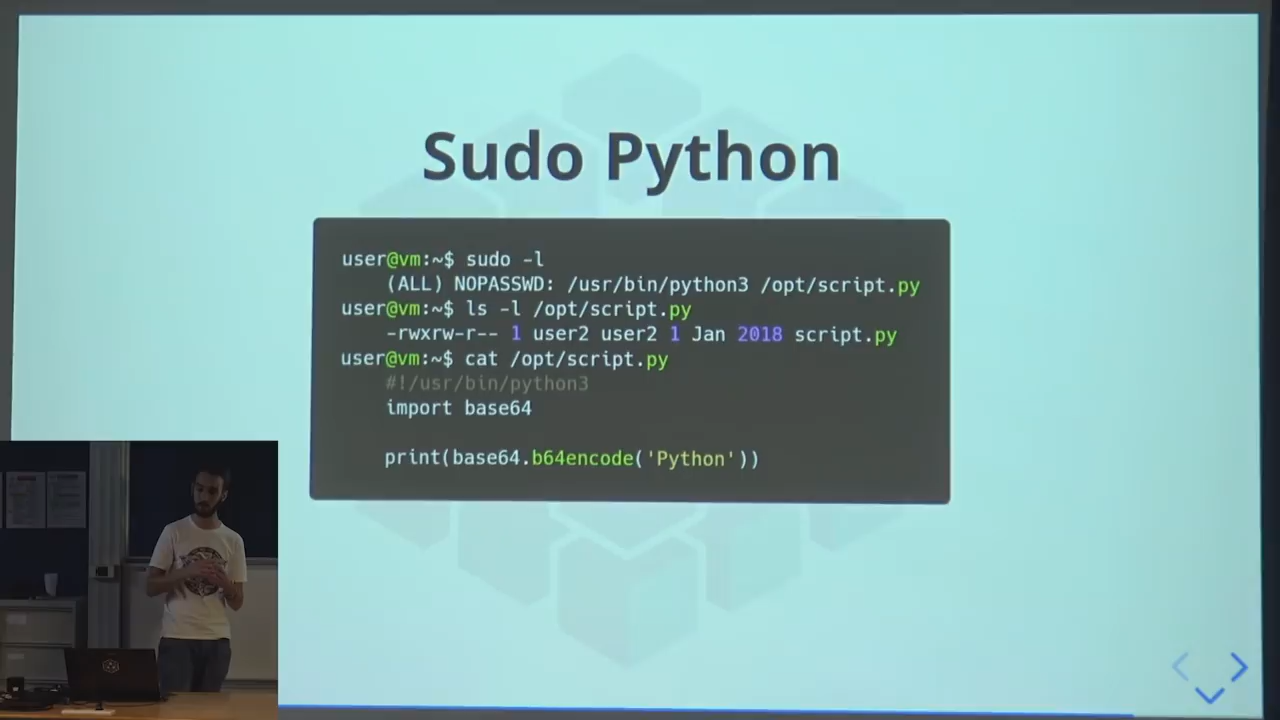 Sudo Python
user@vm:~$ sudo -l
(ALL) NOPASSWD: /usr/bin/python3 /opt/script.py
user@vm:~$ ls -l /opt/script.py
-rwxrw-r-- 1 user2 user2 1 Jan 2018 script.py
user@vm:~$ cat /opt/script.py
#!/usr/bin/python3
import base64
print(base64.b64encode('Python'))